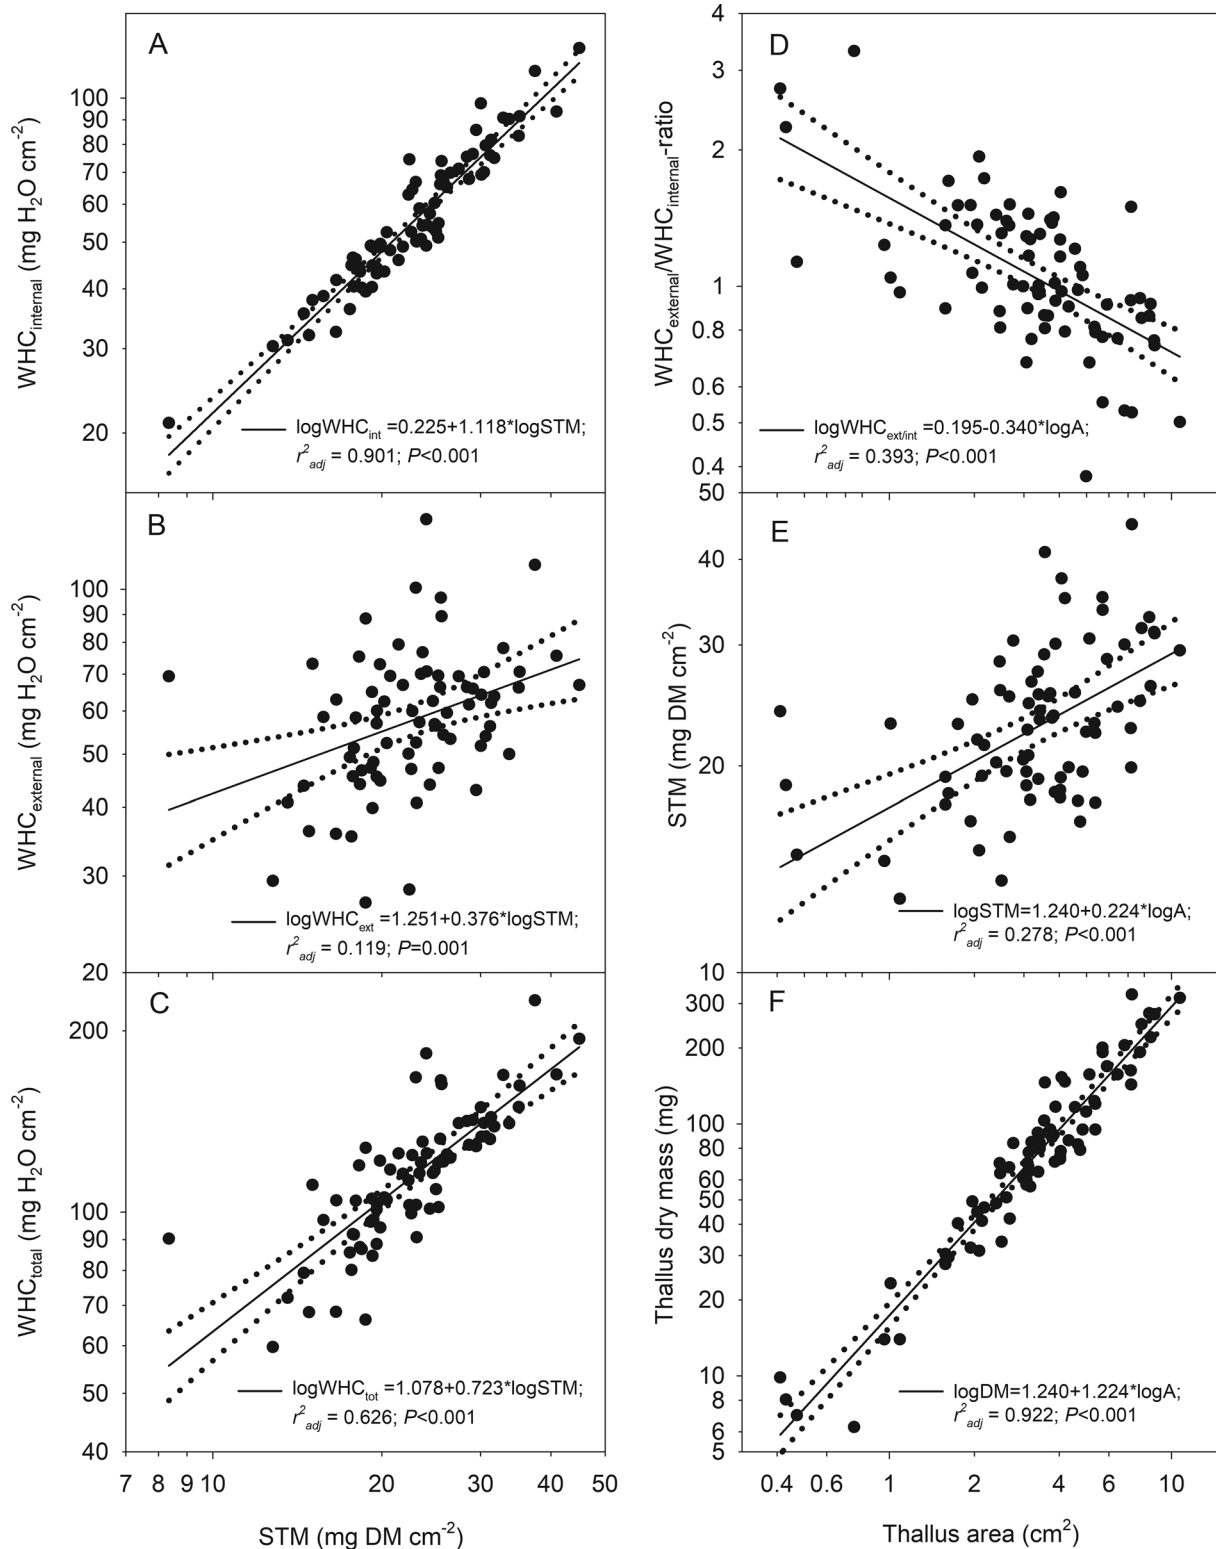 A
WHCinternal (mg H2O cm-2)
100
90
80
70
60
50
40
30
20
logWHCint =0.225+1.118*logSTM;
r2adj = 0.901; P<0.001
B
WHCexternal (mg H2O cm-2)
100
90
80
70
60
50
40
30
20
logWHCext =1.251+0.376*logSTM;
r2adj = 0.119; P=0.001
C
WHCtotal (mg H2O cm-2)
200
100
90
80
70
60
50
40
logWHCtot =1.078+0.723*logSTM;
r2adj = 0.626; P<0.001
7 8 9 10 20 30 40 50
STM (mg DM cm-2)
D
WHCexternal/WHCinternal-ratio
4
3
2
1
0.8
0.6
0.5
0.4
logWHCext/int =0.195-0.340*logA;
r2adj = 0.393; P<0.001
E
STM (mg DM cm-2)
50
40
30
20
10
logSTM=1.240+0.224*logA;
r2adj = 0.278; P<0.001
F
Thallus dry mass (mg)
300
200
100
80
60
50
40
30
20
10
8
6
5
logDM=1.240+1.224*logA;
r2adj = 0.922; P<0.001
0.4 0.6 1 2 4 6 10
Thallus area (cm2)